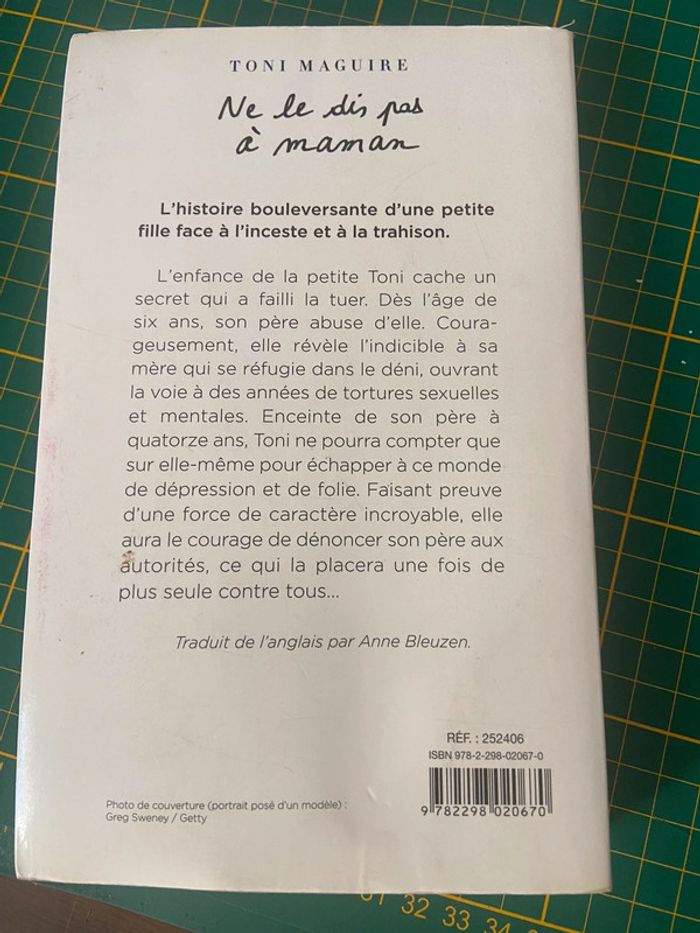 TONI MAGUIRE
Ne le dis pas
à maman
L'histoire bouleversante d'une petite
fille face à l'inceste et à la trahison.
L'enfance de la petite Toni cache un
secret qui a failli la tuer. Dès l'âge de
six ans, son père abuse d'elle. Coura-
geusement, elle révèle l'indicible à sa
mère qui se réfugie dans le déni, ouvrant
la voie à des années de tortures sexuelles
et mentales. Enceinte de son père à
quatorze ans, Toni ne pourra compter que
sur elle-même pour échapper à ce monde
de dépression et de folie. Faisant preuve
d'une force de caractère incroyable, elle
aura le courage de dénoncer son père aux
autorités, ce qui la placera une fois de
plus seule contre tous...
Traduit de l'anglais par Anne Bleuzen.
RÉF. : 252406
ISBN 978-2-298-02067-0
9 782298 020670
Photo de couverture (portrait posé d'un modèle) :
Greg Sweney / Getty
31 32 33 34